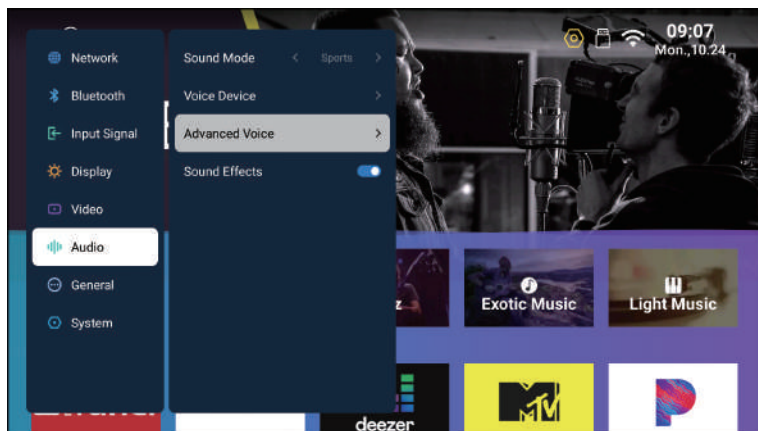 09:07
Mon.,10.24
Network
Bluetooth
Input Signal
Display
Video
Audio
General
System
Sound Mode < Sports >
Voice Device >
Advanced Voice >
Sound Effects
z
Exotic Music
Light Music
deezer
MTV